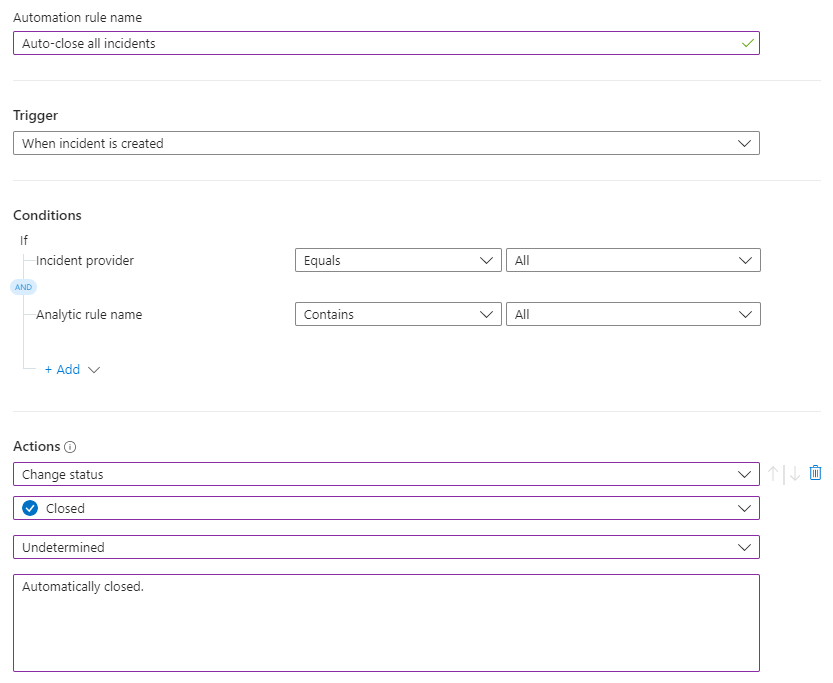 Automation rule name
Auto-close all incidents
Trigger
When incident is created
Conditions
If
Incident provider Equals All
AND
Analytic rule name Contains All
+ Add
Actions
Change status
Closed
Undetermined
Automatically closed.